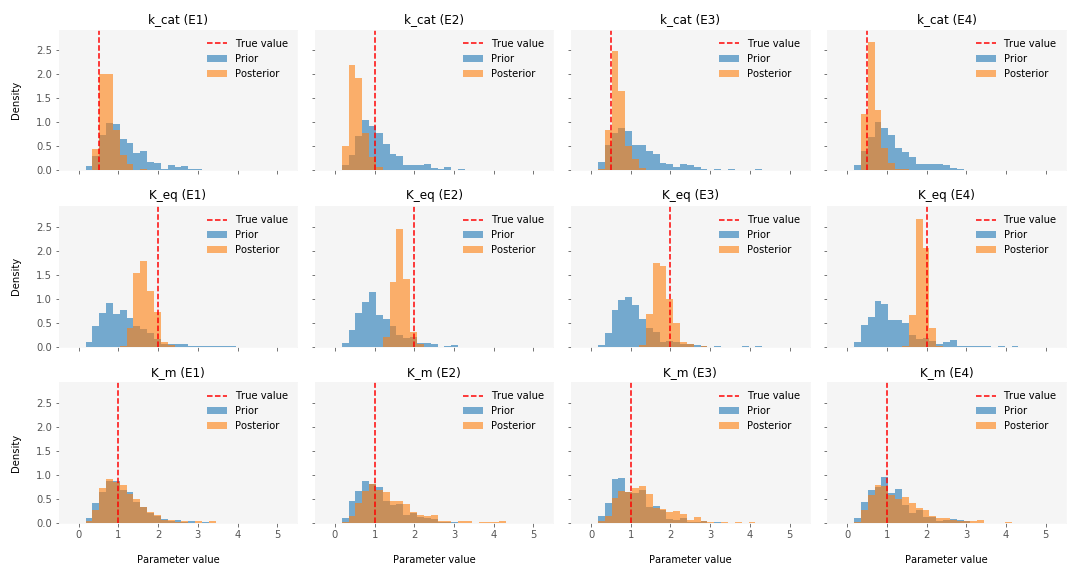 k_cat (E1)
k_cat (E2)
k_cat (E3)
k_cat (E4)
Density
2.5
2.0
1.5
1.0
0.5
0.0
True value
Prior
Posterior
True value
Prior
Posterior
True value
Prior
Posterior
True value
Prior
Posterior
K_eq (E1)
K_eq (E2)
K_eq (E3)
K_eq (E4)
Density
2.5
2.0
1.5
1.0
0.5
0.0
True value
Prior
Posterior
True value
Prior
Posterior
True value
Prior
Posterior
True value
Prior
Posterior
K_m (E1)
K_m (E2)
K_m (E3)
K_m (E4)
Density
2.5
2.0
1.5
1.0
0.5
0.0
True value
Prior
Posterior
True value
Prior
Posterior
True value
Prior
Posterior
True value
Prior
Posterior
0 1 2 3 4 5
0 1 2 3 4 5
0 1 2 3 4 5
0 1 2 3 4 5
Parameter value
Parameter value
Parameter value
Parameter value